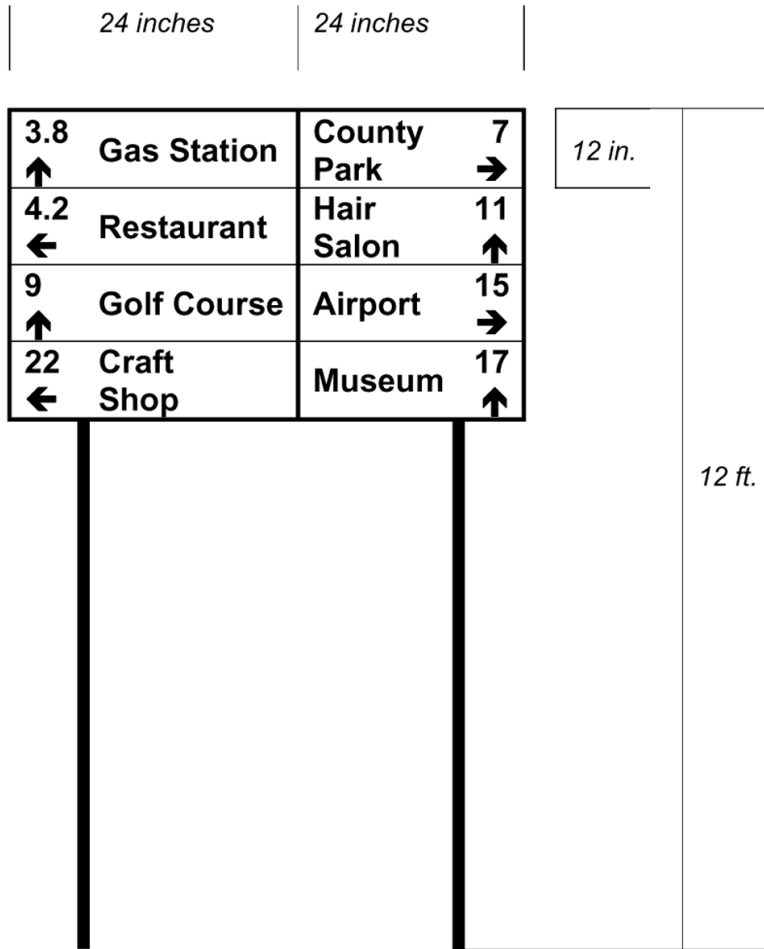 24 inches 24 inches
3.8 Gas Station
County 7
Park
12 in.
4.2 Restaurant
Hair 11
Salon
9 Golf Course
Airport 15
22 Craft
Shop
Museum 17
12 ft.